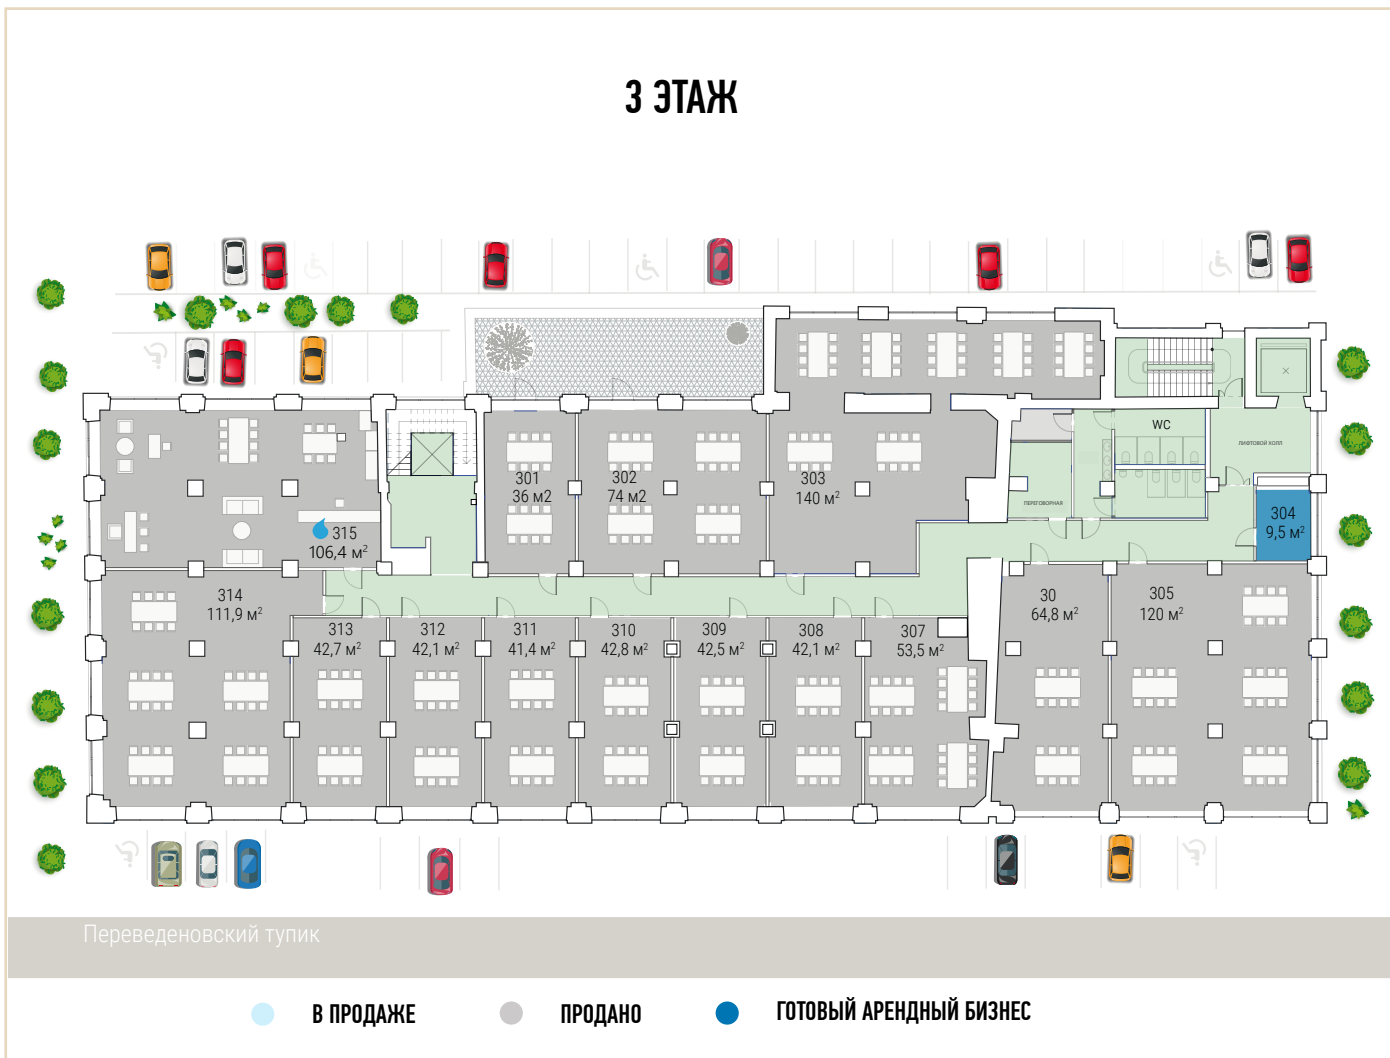 3 ЭТАЖ
WC
ЛИФТОВОЙ ХОЛЛ
301
36 м2
302
74 м2
303
140 м²
ПЕРЕГОВОРНАЯ
304
9,5 м²
315
106,4 м²
314
111,9 м²
313
42,7 м²
312
42,1 м²
311
41,4 м²
310
42,8 м²
309
42,5 м²
308
42,1 м²
307
53,5 м²
30
64,8 м²
305
120 м²
Переведеновский тупик
В ПРОДАЖЕ
ПРОДАНО
ГОТОВЫЙ АРЕНДНЫЙ БИЗНЕС